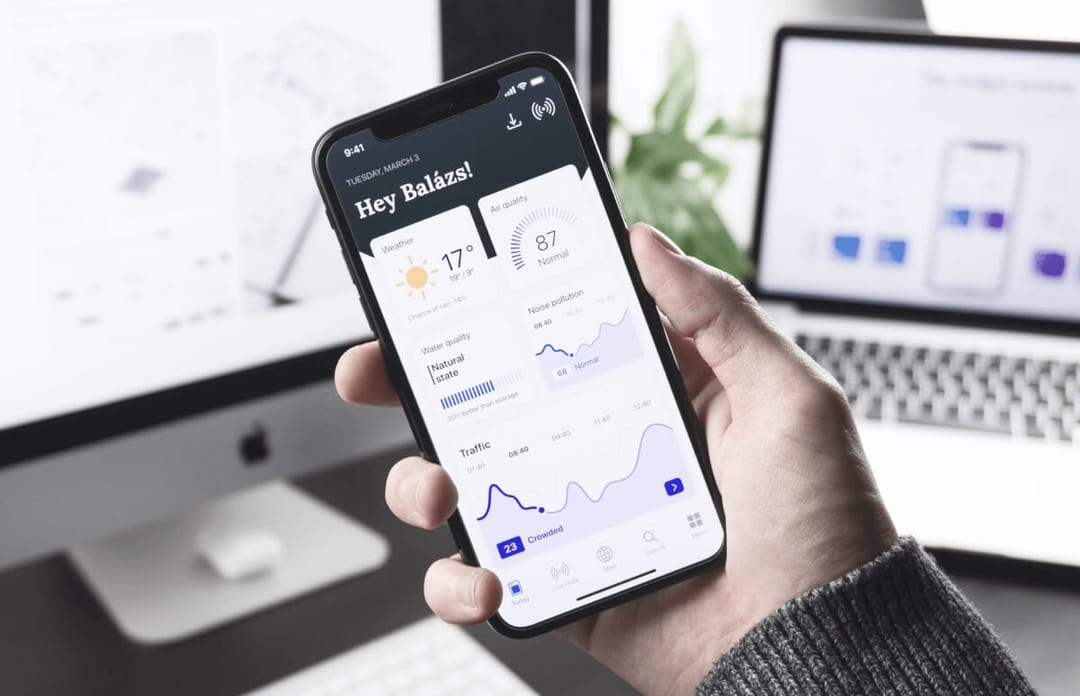 9:41
TUESDAY, MARCH 3
Hey Balázs!
Weather
17°
19°/9°
Chance of rain: 14%
Air quality
87
Normal
Water quality
Natural
state
30% better than average
Noise pollution
08:40 09:40 10:40
68 Normal
Traffic
07:40 08:40 09:40 11:40 12:40
23 Crowded
Today Live Data Map Search Menu